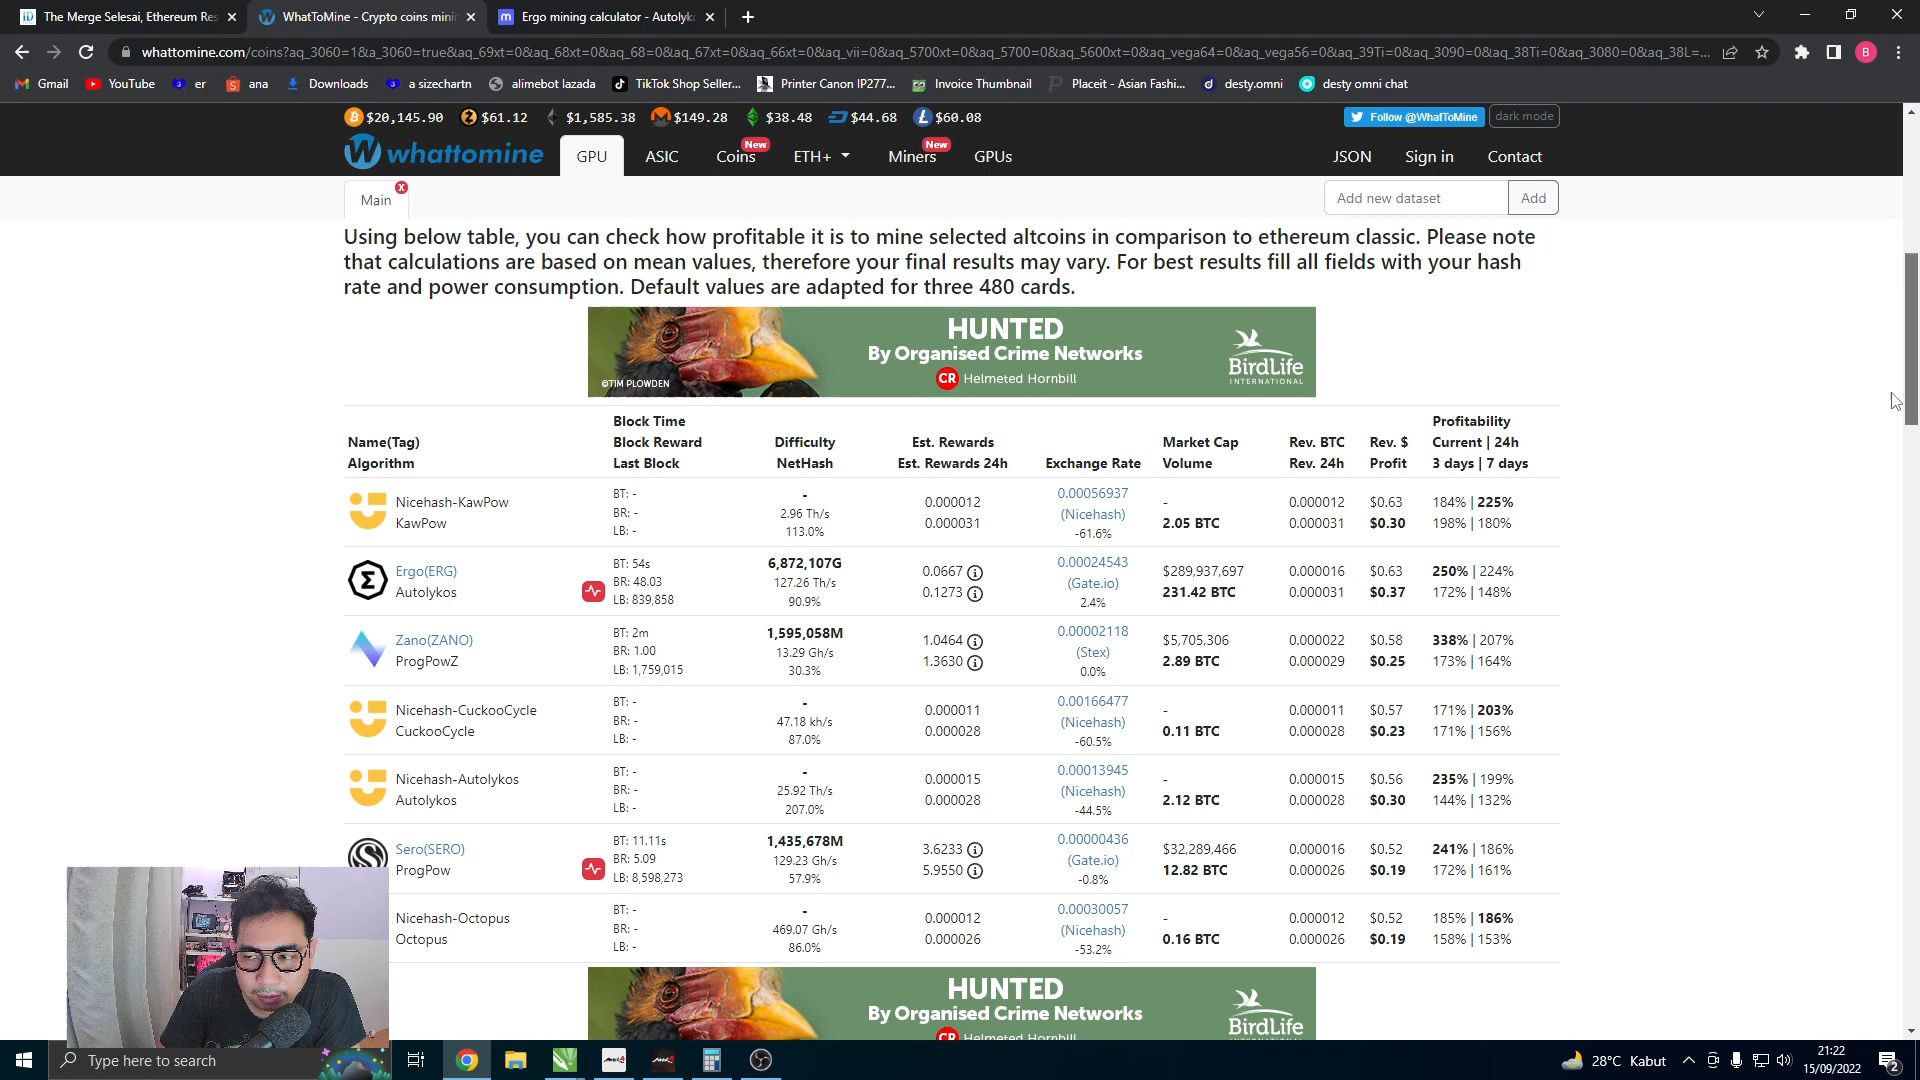 The Merge Selesai, Ethereum Res
WhatToMine - Crypto coins mini
Ergo mining calculator - Autolyk
whattomine.com/coins?aq_3060=1&a_3060=true&aq_69xt=0&aq_68xt=0&aq_68=0&aq_67xt=0&aq_66xt=0&aq_vii=0&aq_5700xt=0&aq_5700=0&aq_5600xt=0&aq_vega64=0&aq_vega56=0&aq_39Ti=0&aq_3090=0&aq_38Ti=0&aq_3080=0&aq_38L=...
B
Gmail YouTube er ana Downloads a sizechartn alimebot lazada TikTok Shop Seller... Printer Canon IP277... Invoice Thumbnail Placeit - Asian Fashi... desty.omni desty omni chat
$20,145.90 $61.12 $1,585.38 $149.28 $38.48 $44.68 $60.08
Follow @WhatToMine dark mode
whattomine GPU ASIC Coins New ETH+ Miners New GPUs JSON Sign in Contact
Main x
Add new dataset Add
Using below table, you can check how profitable it is to mine selected altcoins in comparison to ethereum classic. Please note
that calculations are based on mean values, therefore your final results may vary. For best results fill all fields with your hash
rate and power consumption. Default values are adapted for three 480 cards.
HUNTED
By Organised Crime Networks
CR Helmeted Hornbill
©TIM PLOWDEN
BirdLife
INTERNATIONAL
Block Time Profitability
Name(Tag) Block Reward Difficulty Est. Rewards Market Cap Rev. BTC Rev. $ Current | 24h
Algorithm Last Block NetHash Est. Rewards 24h Exchange Rate Volume Rev. 24h Profit 3 days | 7 days
BT: - - 0.00056937
Nicehash-KawPow 0.000012 - 0.000012 $0.63 184% | 225%
BR: - 2.96 Th/s (Nicehash)
KawPow 0.000031 2.05 BTC 0.000031 $0.30 198% | 180%
LB: - 113.0% -61.6%
BT: 54s 6,872,107G 0.00024543
Ergo(ERG) 0.0667 $289,937,697 0.000016 $0.63 250% | 224%
BR: 48.03 127.26 Th/s (Gate.io)
Autolykos 0.1273 231.42 BTC 0.000031 $0.37 172% | 148%
LB: 839,858 90.9% 2.4%
BT: 2m 1,595,058M 0.00002118
Zano(ZANO) 1.0464 $5,705,306 0.000022 $0.58 338% | 207%
BR: 1.00 13.29 Gh/s (Stex)
ProgPowZ 1.3630 2.89 BTC 0.000029 $0.25 173% | 164%
LB: 1,759,015 30.3% 0.0%
BT: - - 0.00166477
Nicehash-CuckooCycle 0.000011 - 0.000011 $0.57 171% | 203%
BR: - 47.18 kh/s (Nicehash)
CuckooCycle 0.000028 0.11 BTC 0.000028 $0.23 171% | 156%
LB: - 87.0% -60.5%
BT: - - 0.00013945
Nicehash-Autolykos 0.000015 - 0.000015 $0.56 235% | 199%
BR: - 25.92 Th/s (Nicehash)
Autolykos 0.000028 2.12 BTC 0.000028 $0.30 144% | 132%
LB: - 207.0% -44.5%
BT: 11.11s 1,435,678M 0.00000436
Sero(SERO) 3.6233 $32,289,466 0.000016 $0.52 241% | 186%
BR: 5.09 129.23 Gh/s (Gate.io)
ProgPow 5.9550 12.82 BTC 0.000026 $0.19 172% | 161%
LB: 8,598,273 57.9% -0.8%
BT: - - 0.00030057
Nicehash-Octopus 0.000012 - 0.000012 $0.52 185% | 186%
BR: - 469.07 Gh/s (Nicehash)
Octopus 0.000026 0.16 BTC 0.000026 $0.19 158% | 153%
LB: - 86.0% -53.2%
HUNTED
By Organised Crime Networks
CR Helmeted Hornbill
BirdLife
INTERNATIONAL
Type here to search
28°C Kabut
21:22
15/09/2022
2